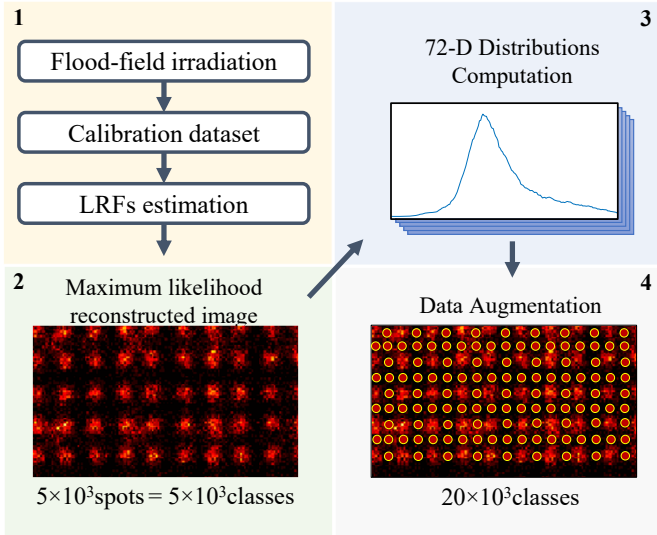 1
Flood-field irradiation
Calibration dataset
LRFs estimation
2
Maximum likelihood
reconstructed image
5×10³spots = 5×10³classes
3
72-D Distributions
Computation
4
Data Augmentation
20×10³classes